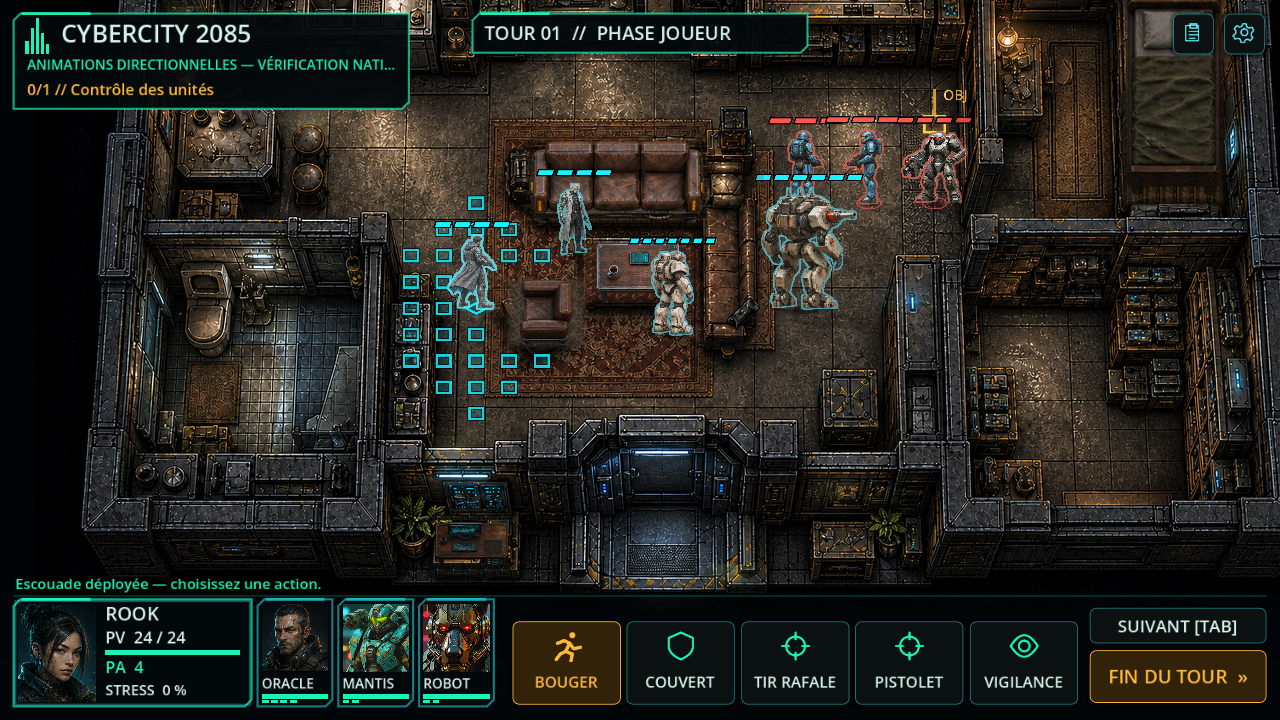 CYBERCITY 2085
ANIMATIONS DIRECTIONNELLES — VÉRIFICATION NATI...
0/1 // Contrôle des unités
TOUR 01 // PHASE JOUEUR
OBJ
Escouade déployée — choisissez une action.
ROOK
PV 24 / 24
PA 4
STRESS 0 %
ORACLE
MANTIS
ROBOT
BOUGER
COUVERT
TIR RAFALE
PISTOLET
VIGILANCE
SUIVANT [TAB]
FIN DU TOUR »